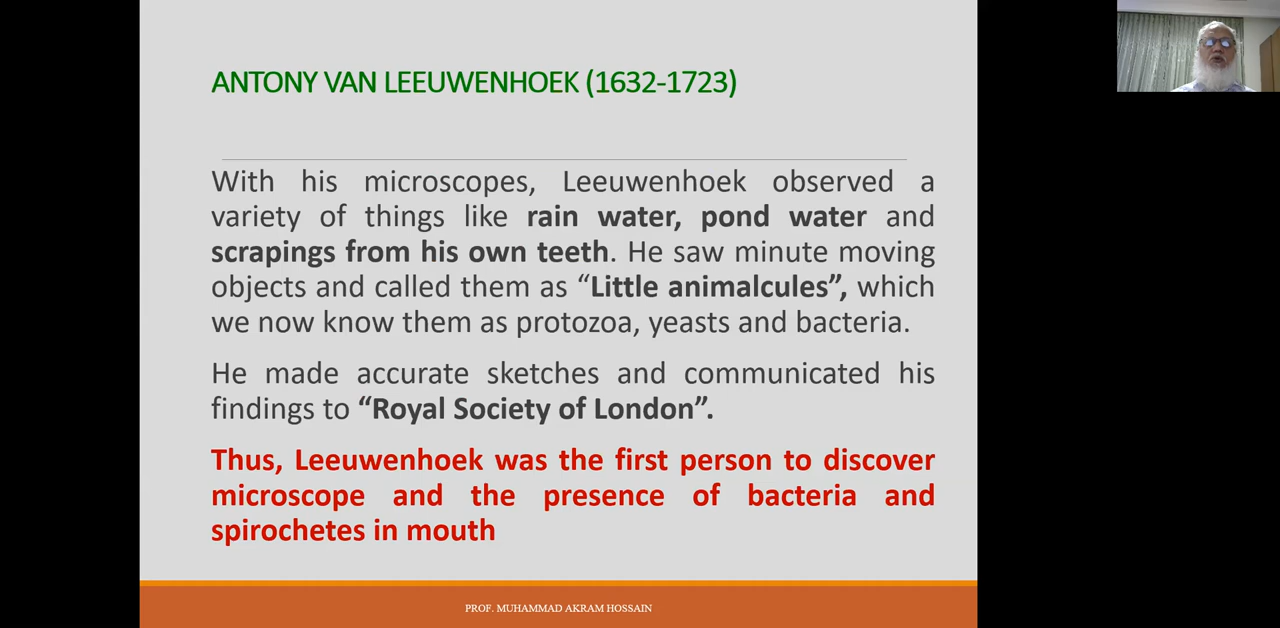 ANTONY VAN LEEUWENHOEK (1632-1723)
With his microscopes, Leeuwenhoek observed a
variety of things like rain water, pond water and
scrapings from his own teeth. He saw minute moving
objects and called them as “Little animalcules”, which
we now know them as protozoa, yeasts and bacteria.
He made accurate sketches and communicated his
findings to “Royal Society of London”.
Thus, Leeuwenhoek was the first person to discover
microscope and the presence of bacteria and
spirochetes in mouth
PROF. MUHAMMAD AKRAM HOSSAIN